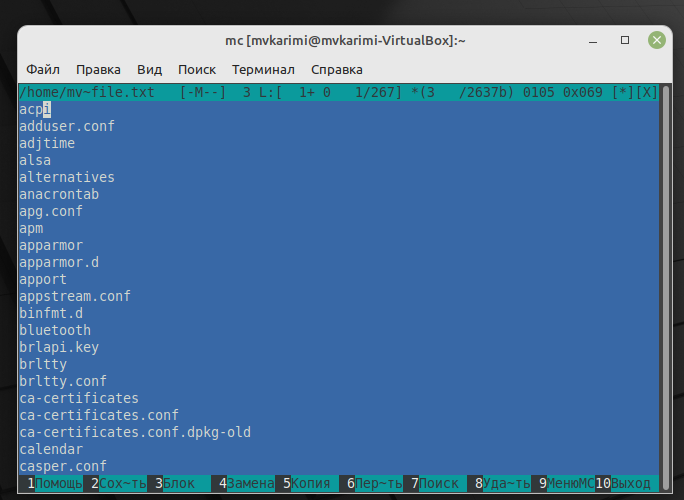 mc [mvkarimi@mvkarimi-VirtualBox]:~
Файл Правка Вид Поиск Терминал Справка
/home/mv~file.txt [-M--] 3 L:[ 1+ 0 1/267] *(3 /2637b) 0105 0x069 [*][X]
acpi
adduser.conf
adjtime
alsa
alternatives
anacrontab
apg.conf
apm
apparmor
apparmor.d
apport
appstream.conf
binfmt.d
bluetooth
brlapi.key
brltty
brltty.conf
ca-certificates
ca-certificates.conf
ca-certificates.conf.dpkg-old
calendar
casper.conf
1Помощь 2Сох~ть 3Блок 4Замена 5Копия 6Пер~ть 7Поиск 8Уда~ть 9МенюМС 10Выход